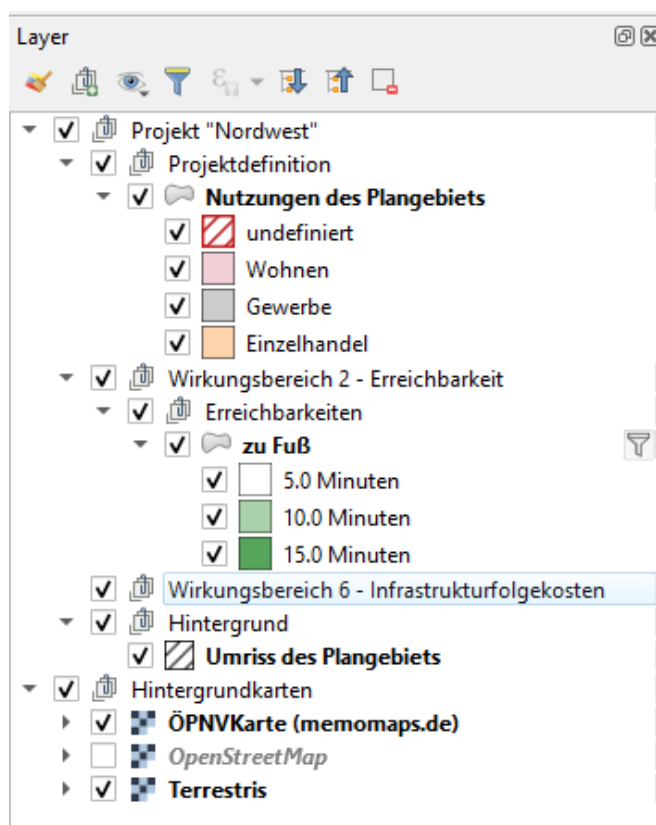 Layer
Projekt "Nordwest"
Projektdefinition
Nutzungen des Plangebiets
undefiniert
Wohnen
Gewerbe
Einzelhandel
Wirkungsbereich 2 - Erreichbarkeit
Erreichbarkeiten
zu Fuß
5.0 Minuten
10.0 Minuten
15.0 Minuten
Wirkungsbereich 6 - Infrastrukturfolgekosten
Hintergrund
Umriss des Plangebiets
Hintergrundkarten
ÖPNVKarte (memomaps.de)
OpenStreetMap
Terrestris